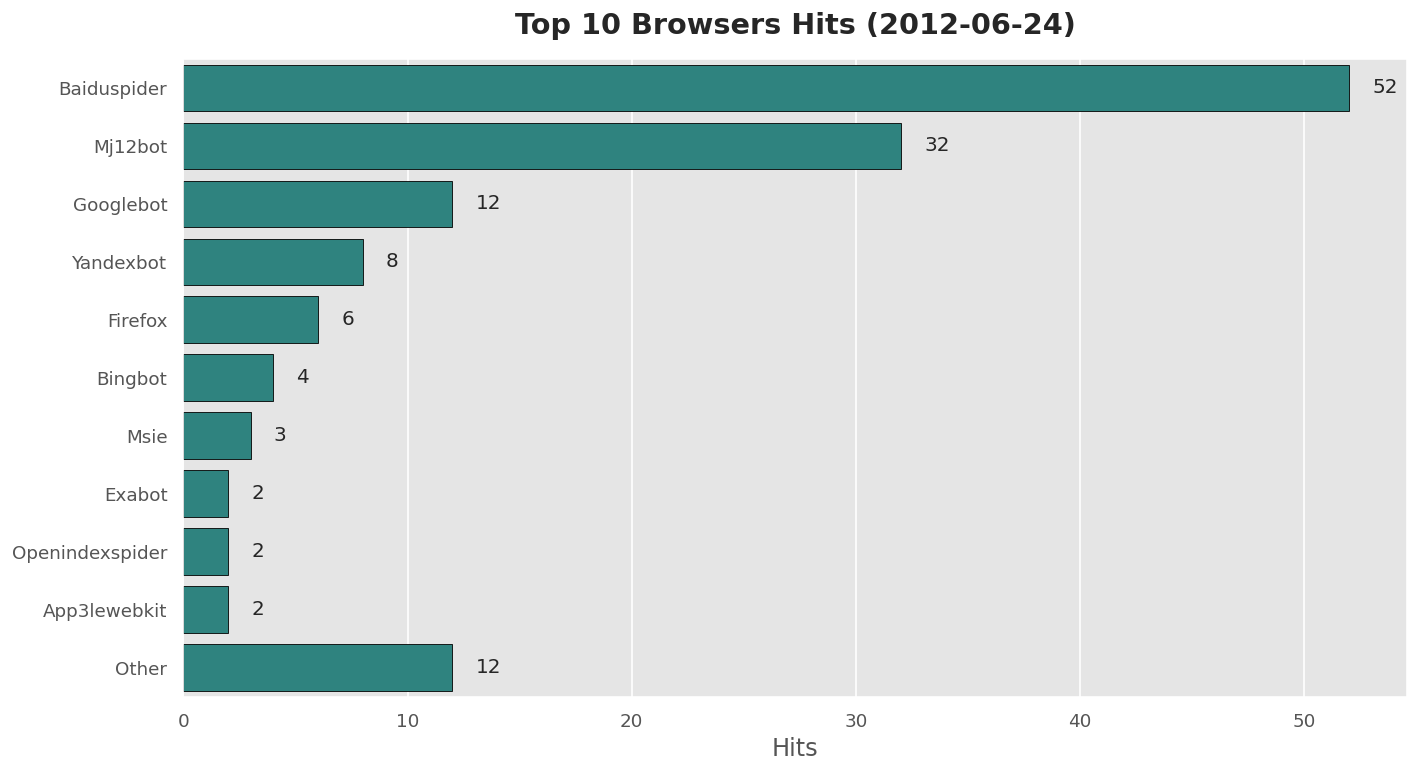 Top 10 Browsers Hits (2012-06-24)
Baiduspider 52
Mj12bot 32
Googlebot 12
Yandexbot 8
Firefox 6
Bingbot 4
Msie 3
Exabot 2
Openindexspider 2
App3lewebkit 2
Other 12
0 10 20 30 40 50
Hits